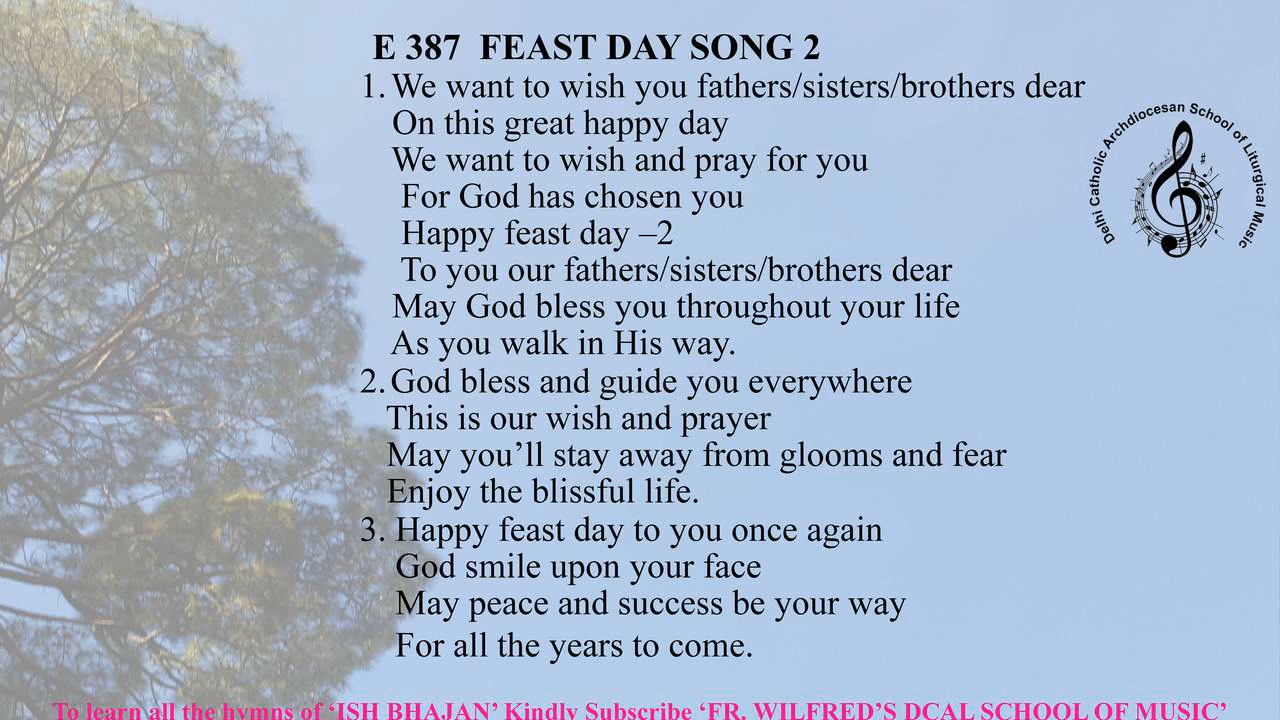 E 387 FEAST DAY SONG 2
1. We want to wish you fathers/sisters/brothers dear
On this great happy day
We want to wish and pray for you
For God has chosen you
Happy feast day –2
To you our fathers/sisters/brothers dear
May God bless you throughout your life
As you walk in His way.
2. God bless and guide you everywhere
This is our wish and prayer
May you’ll stay away from glooms and fear
Enjoy the blissful life.
3. Happy feast day to you once again
God smile upon your face
May peace and success be your way
For all the years to come.
Delhi Catholic Archdiocesan School of Liturgical Music
To learn all the hymns of ‘ISH BHAJAN’ Kindly Subscribe ‘FR. WILFRED’S DCAL SCHOOL OF MUSIC’